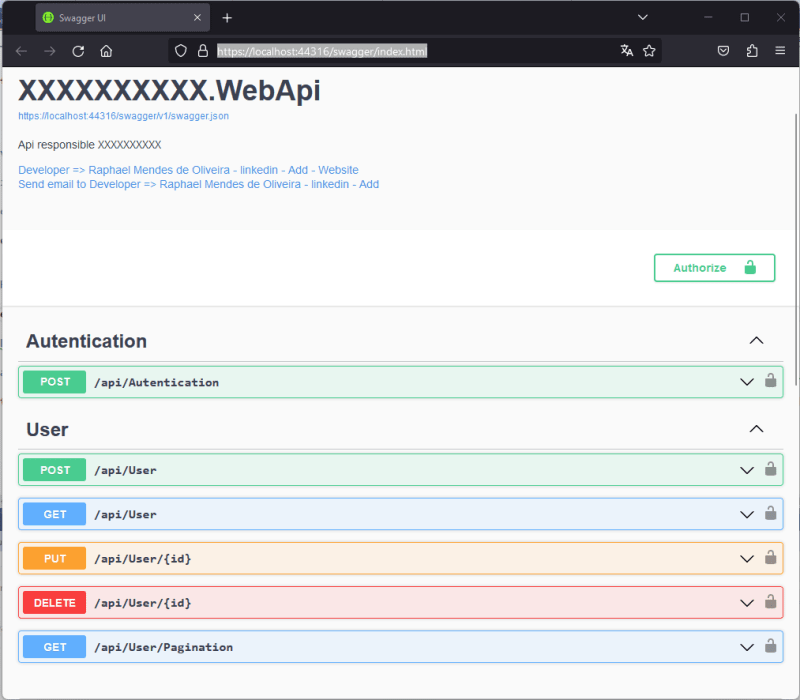 Swagger UI
https://localhost:44316/swagger/index.html
XXXXXXXXXX.WebApi
https://localhost:44316/swagger/v1/swagger.json
Api responsible XXXXXXXXXX
Developer => Raphael Mendes de Oliveira - linkedin - Add - Website
Send email to Developer => Raphael Mendes de Oliveira - linkedin - Add
Authorize
Autentication
POST /api/Autentication
User
POST /api/User
GET /api/User
PUT /api/User/{id}
DELETE /api/User/{id}
GET /api/User/Pagination